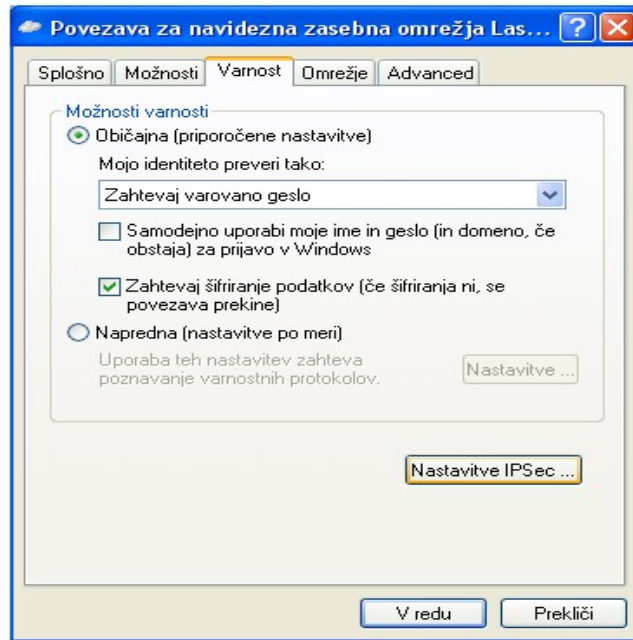 Povezava za navidezna zasebna omrežja Las...
Splošno Možnosti Varnost Omrežje Advanced
Možnosti varnosti
Običajna (priporočene nastavitve)
Mojo identiteto preveri tako:
Zahtevaj varovano geslo
Samodejno uporabi moje ime in geslo (in domeno, če
obstaja) za prijavo v Windows
Zahtevaj šifriranje podatkov (če šifriranja ni, se
povezava prekine)
Napredna (nastavitve po meri)
Uporaba teh nastavitev zahteva
poznavanje varnostnih protokolov.
Nastavitve ...
Nastavitve IPSec ...
V redu Prekliči